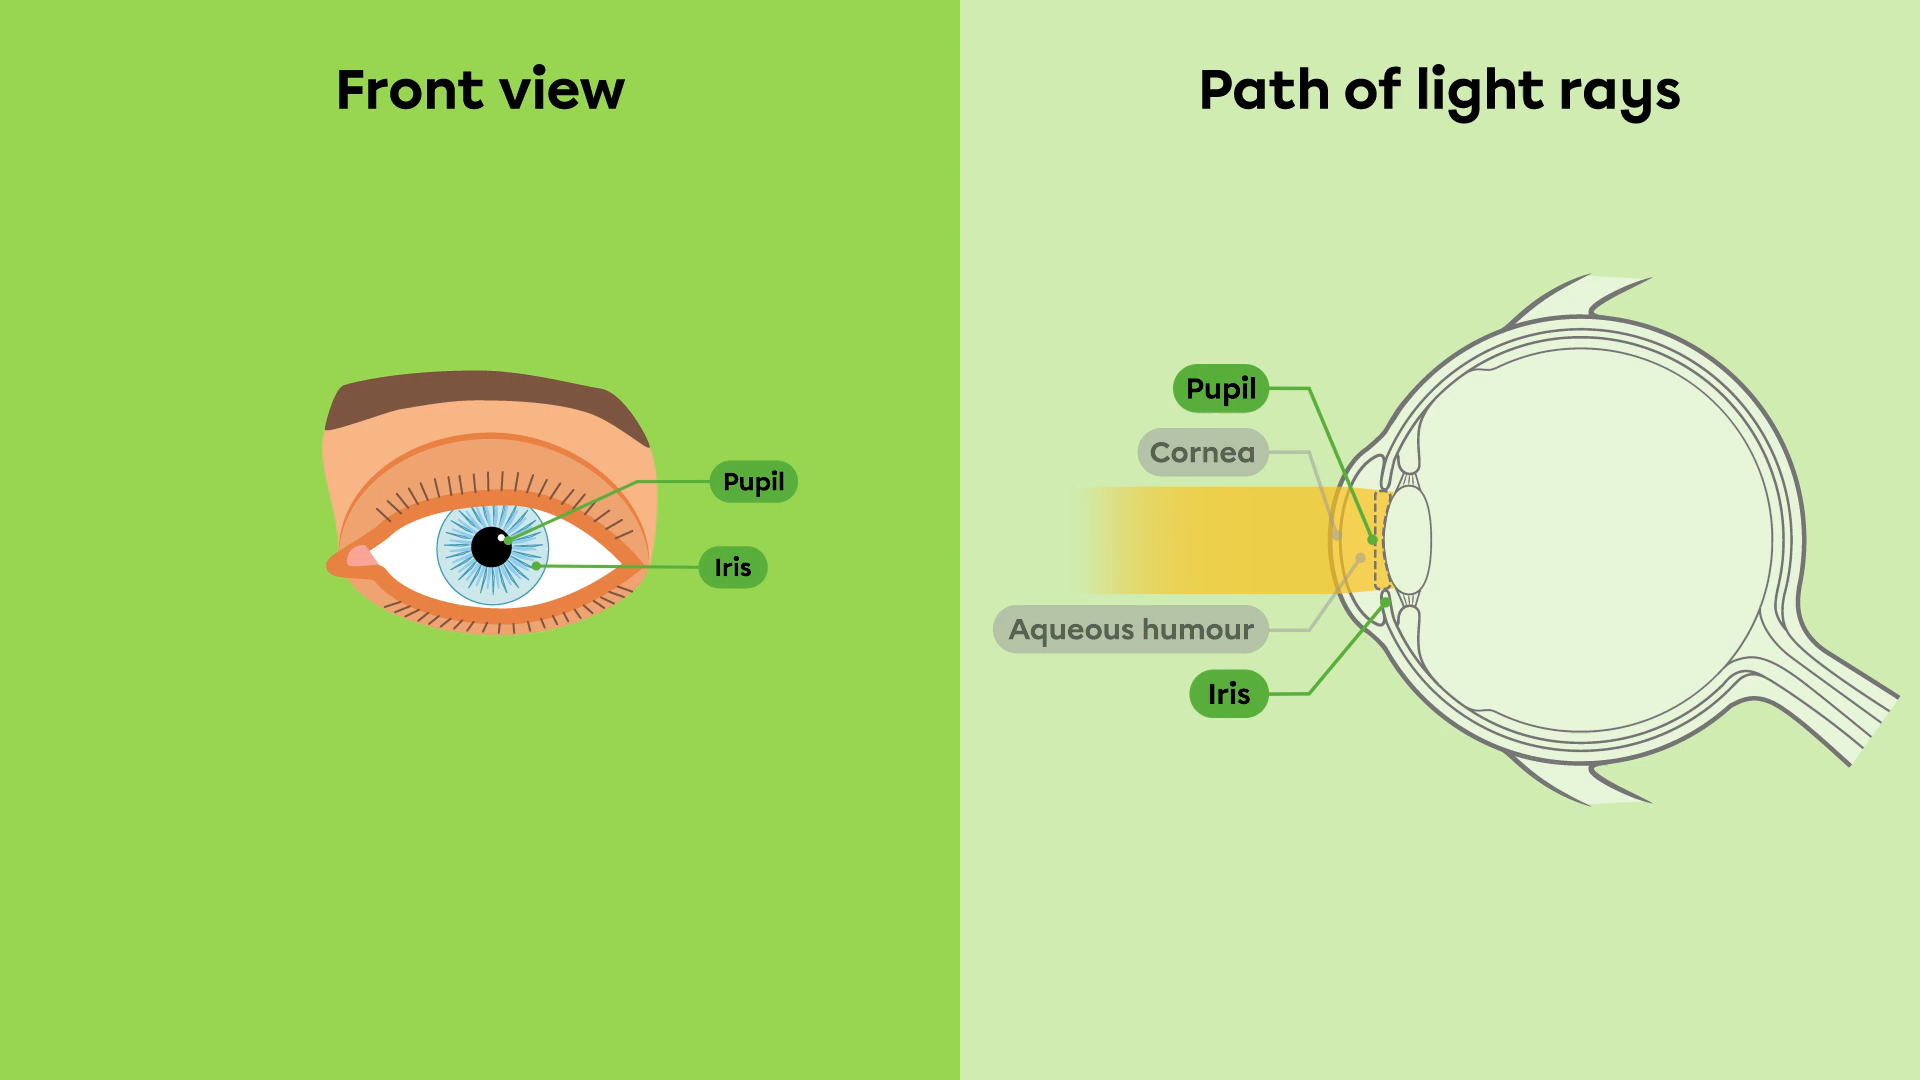 Front view
Pupil
Iris
Path of light rays
Pupil
Cornea
Aqueous humour
Iris